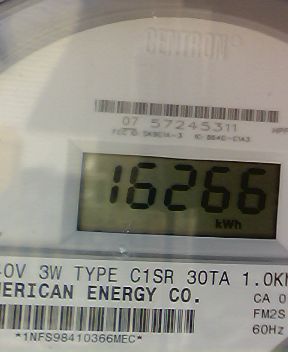 CENTRON®
07 57245311
16266
kWh
0V 3W TYPE C1SR 30TA 1.0K
ERICAN ENERGY CO.
CA 0
FM2S
60Hz
*1NFS98410366MEC*